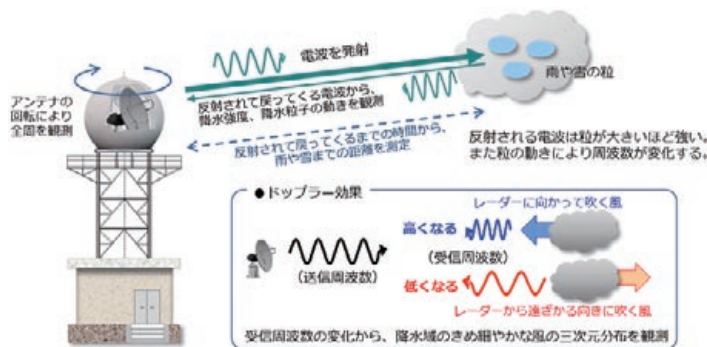 電波を発射
雨や雪の粒
アンテナの
回転により
全周を観測
反射されて戻ってくる電波から、
降水強度、降水粒子の動きを観測
反射されて戻ってくるまでの時間から、
雨や雪までの距離を測定
反射される電波は粒が大きいほど強い。
また粒の動きにより周波数が変化する。
●ドップラー効果
レーダーに向かって吹く風
高くなる
(送信周波数)
(受信周波数)
低くなる
レーダーから遠ざかる向きに吹く風
受信周波数の変化から、降水域のきめ細やかな風の三次元分布を観測